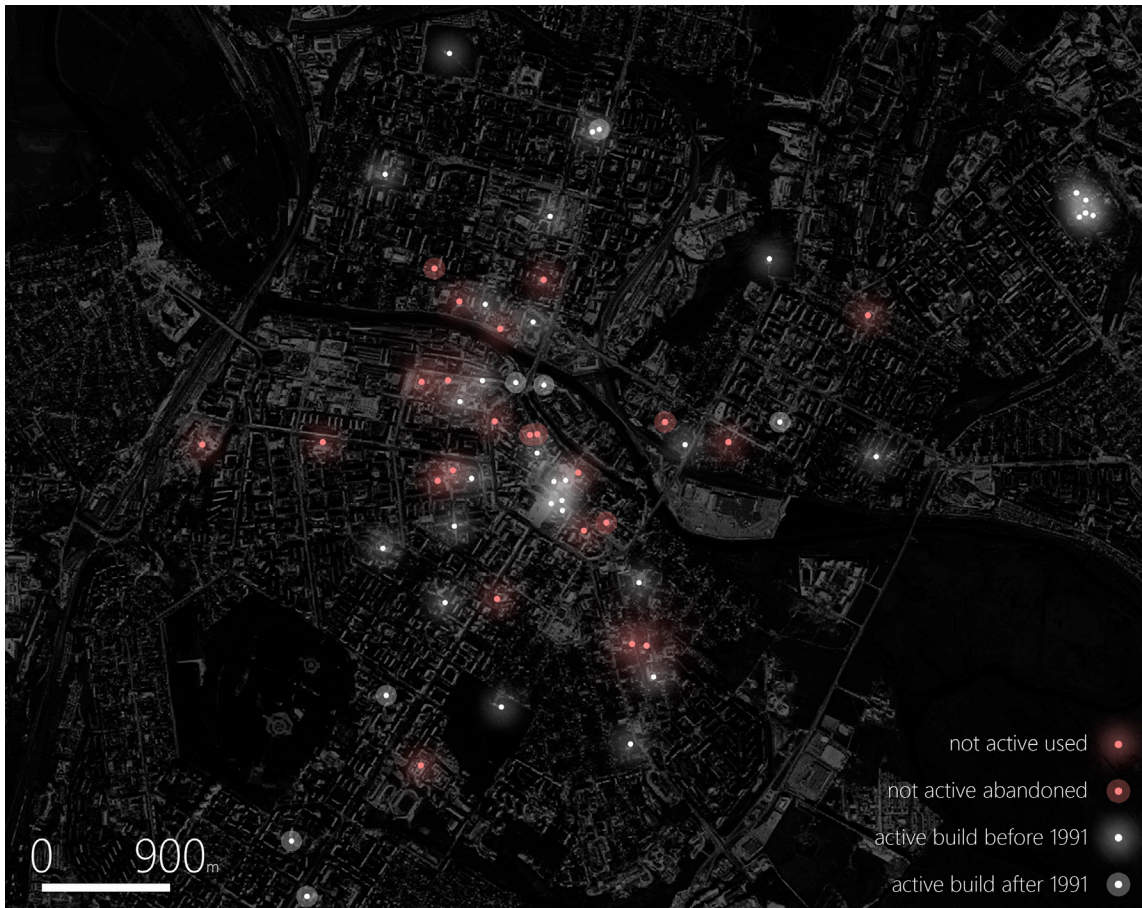 not active used
not active abandoned
active build before 1991
active build after 1991
0 900m